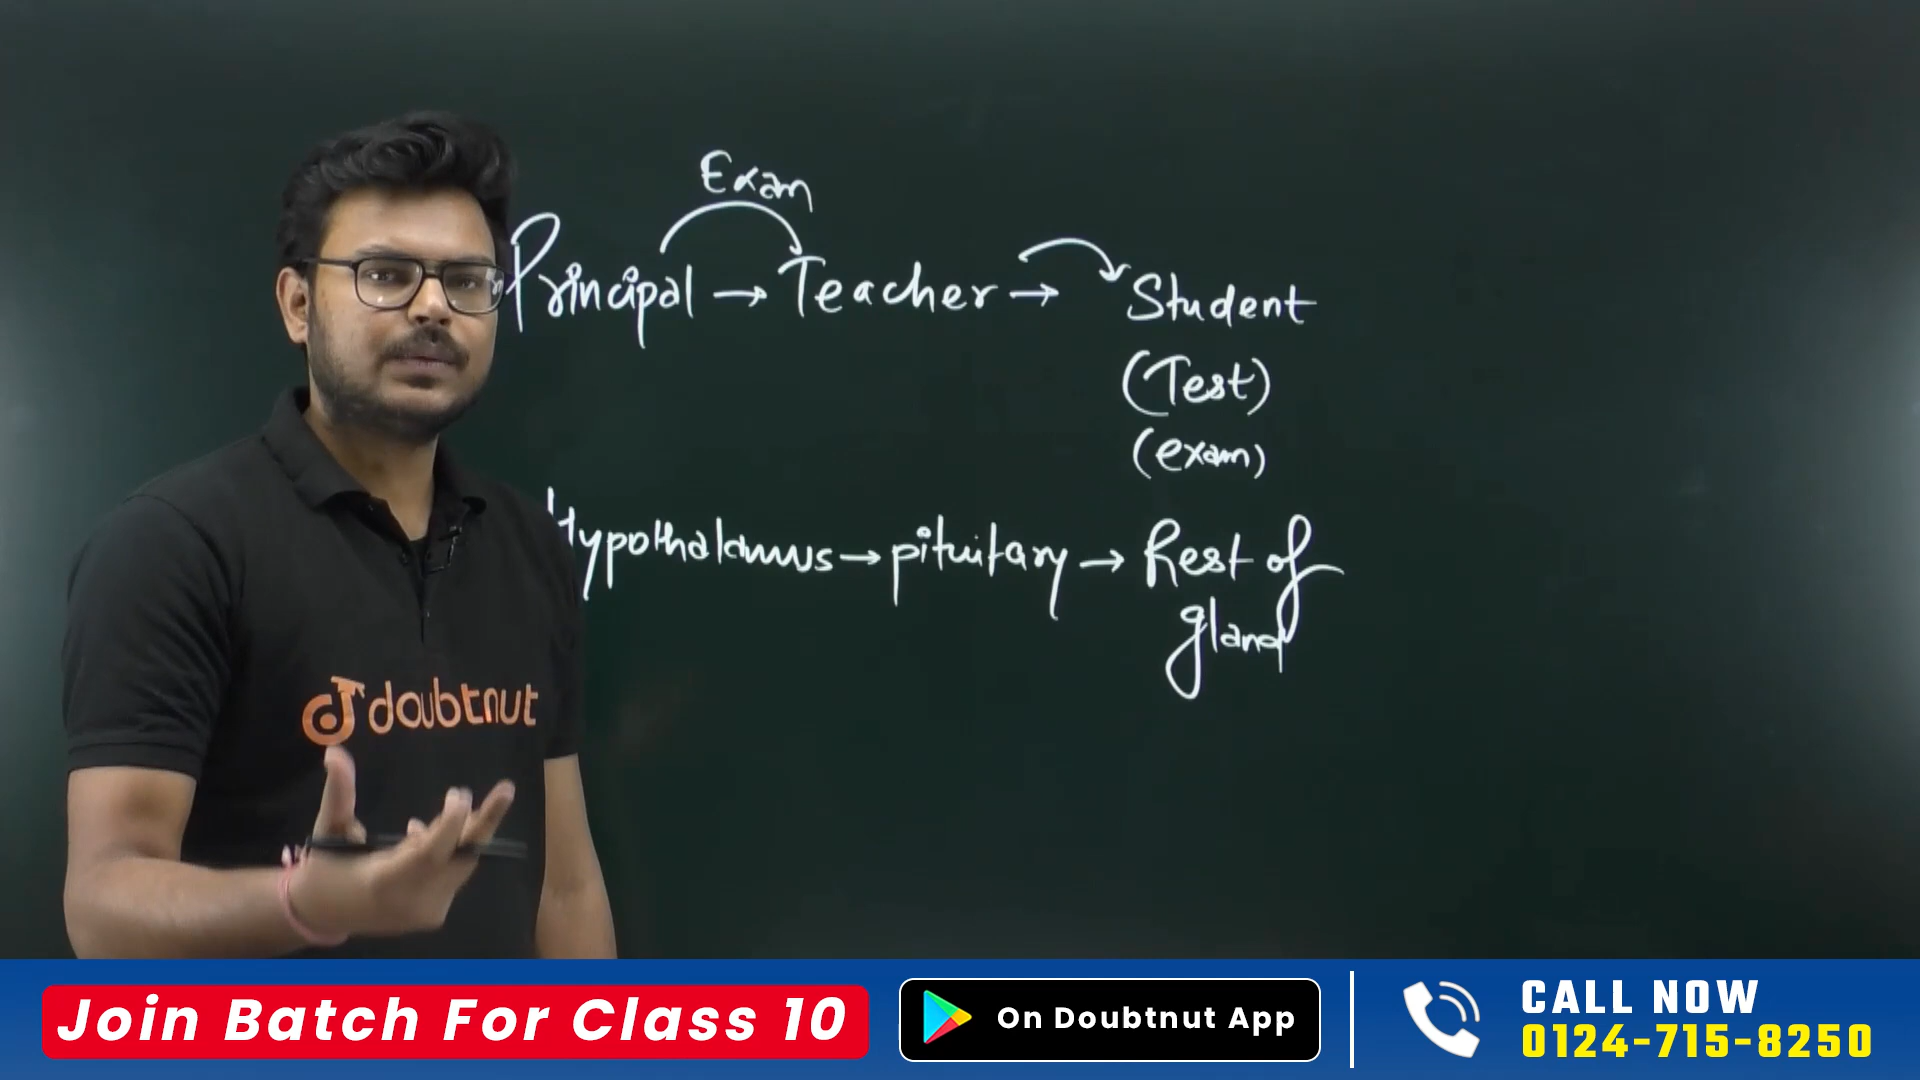 Exam
Principal → Teacher → Student
(Test)
(exam)
Hypothalamus → pituitary → Rest of
gland
doubtnut
Join Batch For Class 10
On Doubtnut App
CALL NOW
0124-715-8250